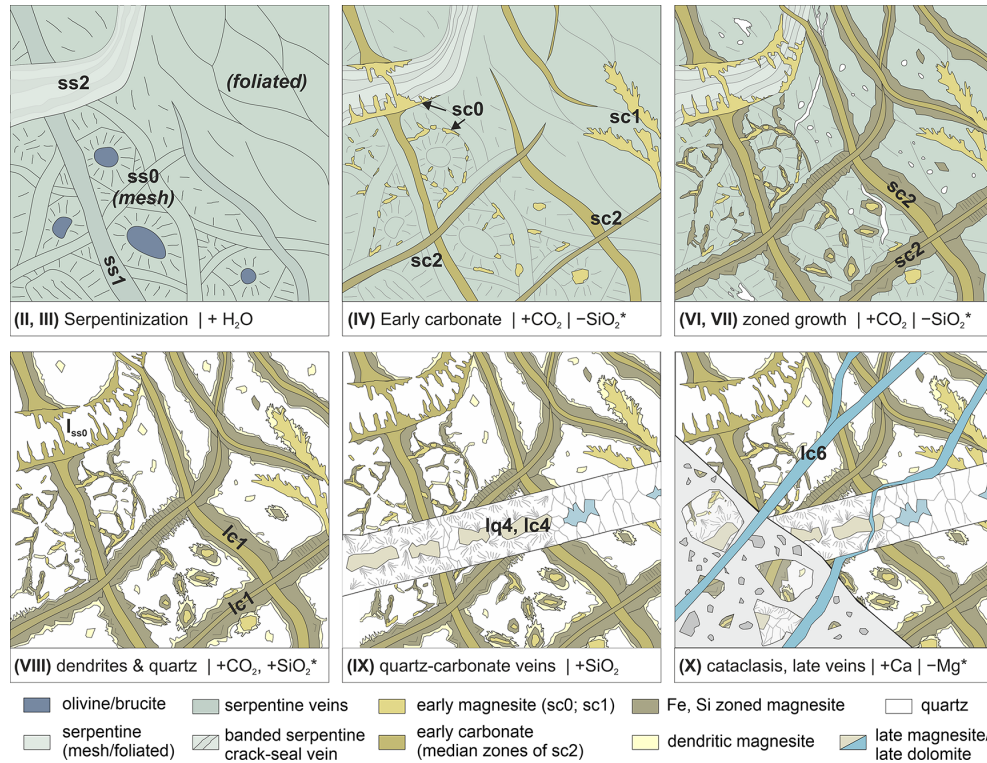 ss2
(foliated)
ss0
(mesh)
ss1
(II, III) Serpentinization | + H₂O
sc0
sc1
sc2
sc2
(IV) Early carbonate | +CO₂ | −SiO₂*
sc2
sc2
(VI, VII) zoned growth | +CO₂ | −SiO₂*
I_ss0
lc1
lc1
(VIII) dendrites & quartz | +CO₂, +SiO₂*
lq4, lc4
(IX) quartz-carbonate veins | +SiO₂
lc6
(X) cataclasis, late veins | +Ca | −Mg*
olivine/brucite
serpentine veins
early magnesite (sc0; sc1)
Fe, Si zoned magnesite
quartz
serpentine
(mesh/foliated)
banded serpentine
crack-seal vein
early carbonate
(median zones of sc2)
dendritic magnesite
late magnesite/
late dolomite